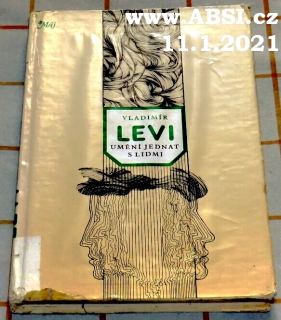 www.ABSI.cz
11.1.2021
Máj
VLADIMÍR
LEVI
UMĚNÍ JEDNAT
S LIDMI